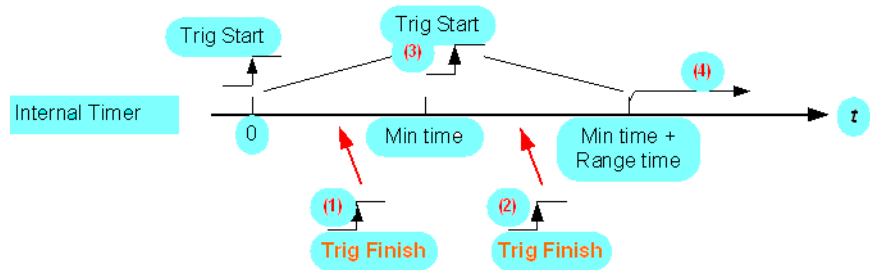 Trig Start
Trig Start
(3)
(4)
Internal Timer
0
Min time
Min time +
Range time
t
(1)
(2)
Trig Finish
Trig Finish